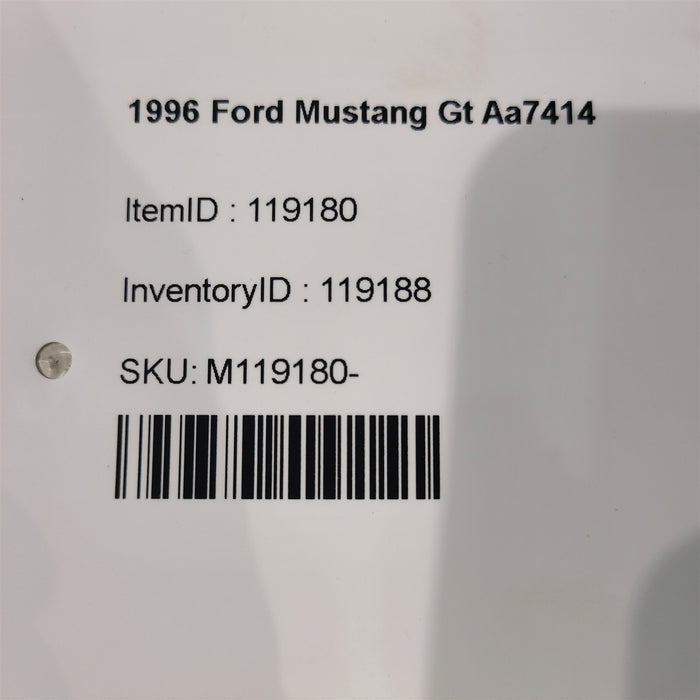 1996 Ford Mustang Gt Aa7414
ItemID : 119180
InventoryID : 119188
SKU: M119180-